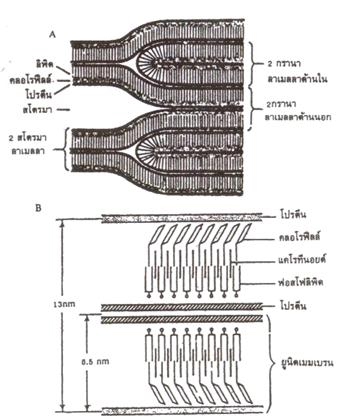 A
ลิพิด
คลอโรฟิลล์
โปรตีน
สโตรมา
2 สโตรมา
ลาเมลลา
2 กรานา
ลาเมลลาด้านใน
2กรานา
ลาเมลลาด้านนอก
B
โปรตีน
คลอโรฟิลล์
แคโรทีนอยด์
ฟอสโฟลิพิด
โปรตีน
ยูนิตเมมเบรน
13nm
6.5 nm